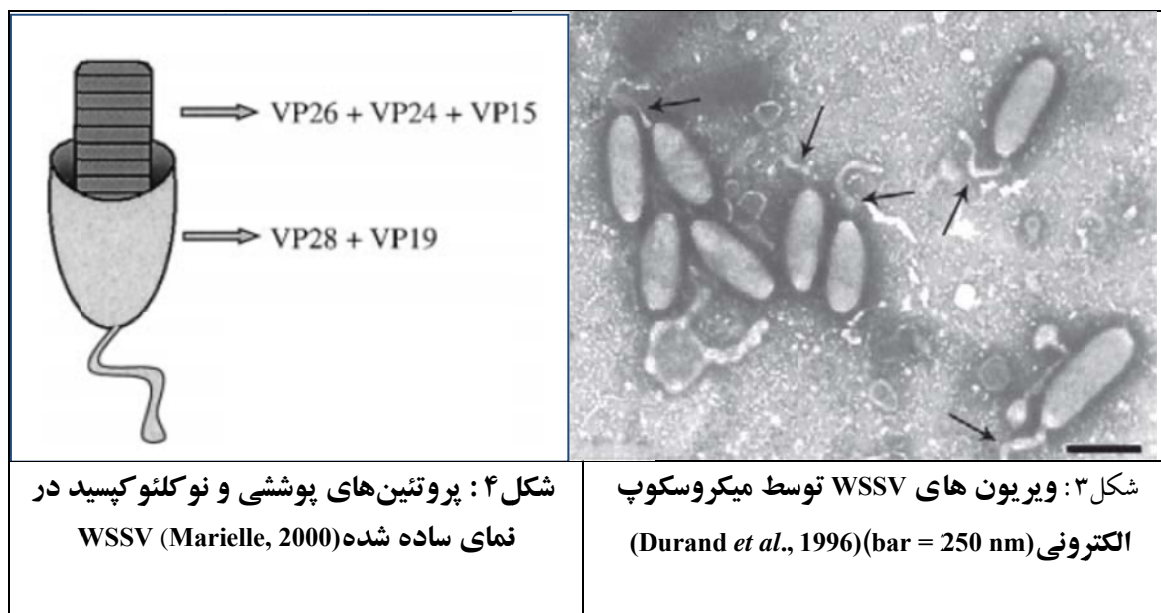 VP26 + VP24 + VP15
VP28 + VP19
شکل۳: ویریون های WSSV توسط میکروسکوپ
الکترونی(Durand et al., 1996)(bar = 250 nm)
شکل۴: پروتئین‌های پوششی و نوکلئوکپسید در
نمای ساده شده WSSV (Marielle, 2000)